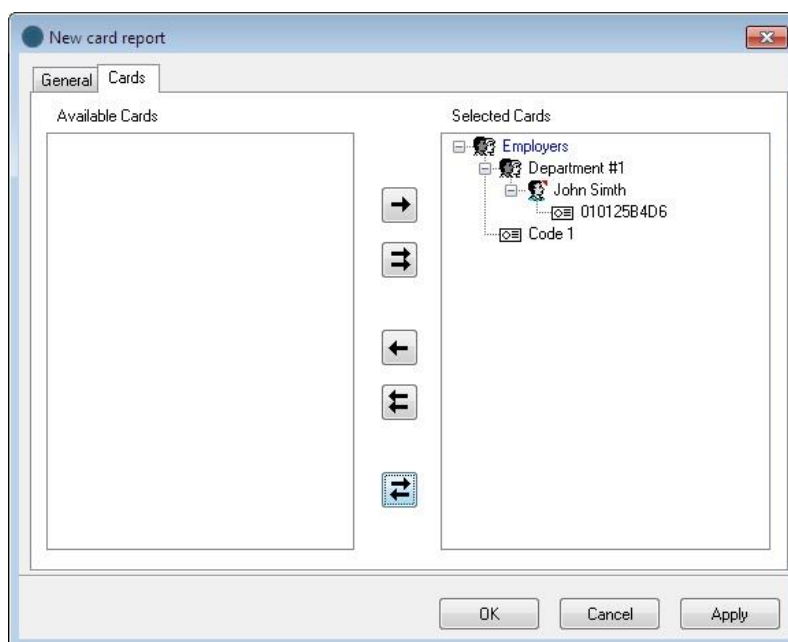 New card report
General Cards
Available Cards
Selected Cards
Employers
Department #1
John Simth
010125B4D6
Code 1
OK Cancel Apply